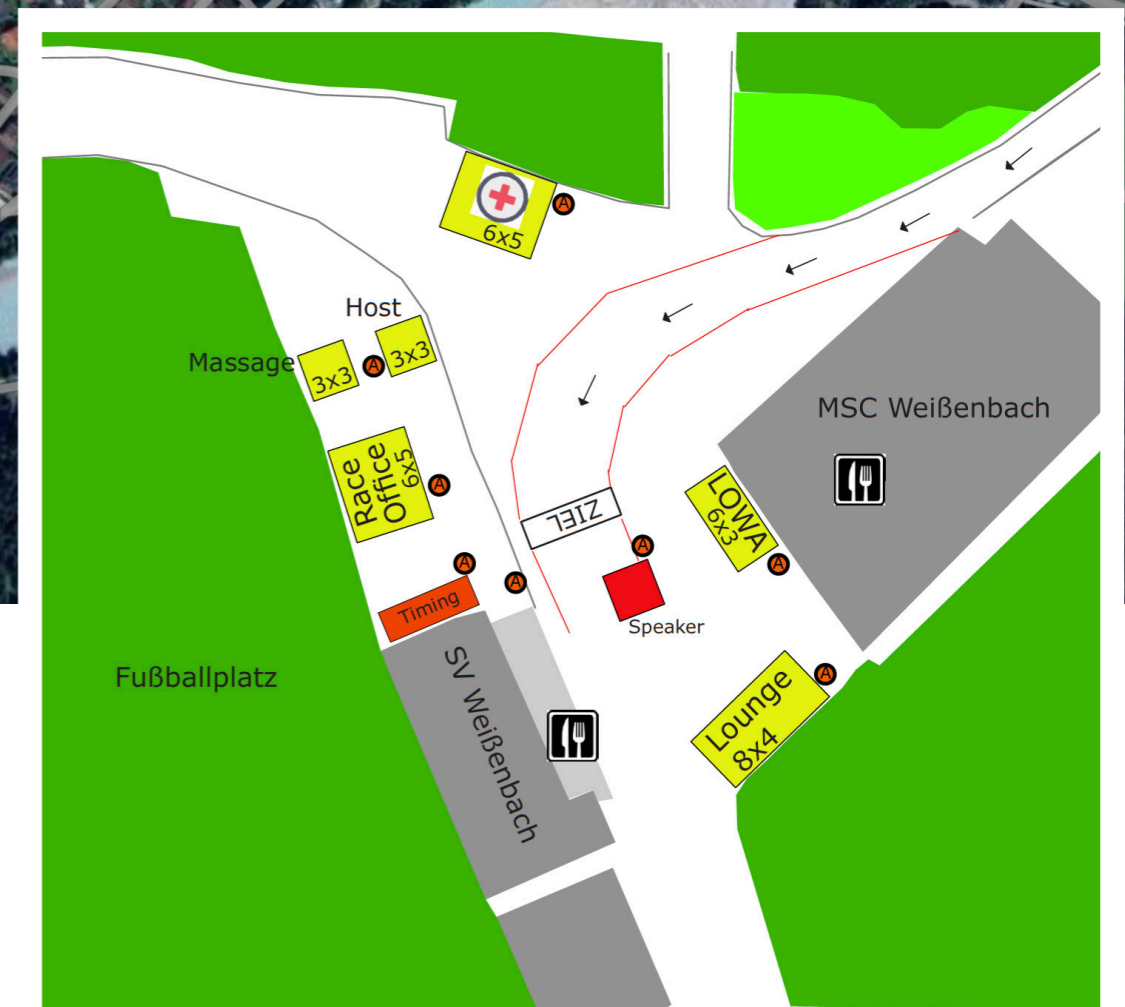 A
6x5
Host
3x3
A
Massage
3x3
MSC Weißenbach
Race
Office
6x5
A
LOWA
6x3
A
ZIEL
A
A
A
Timing
Speaker
SV Weißenbach
Fußballplatz
A
Lounge
8x4